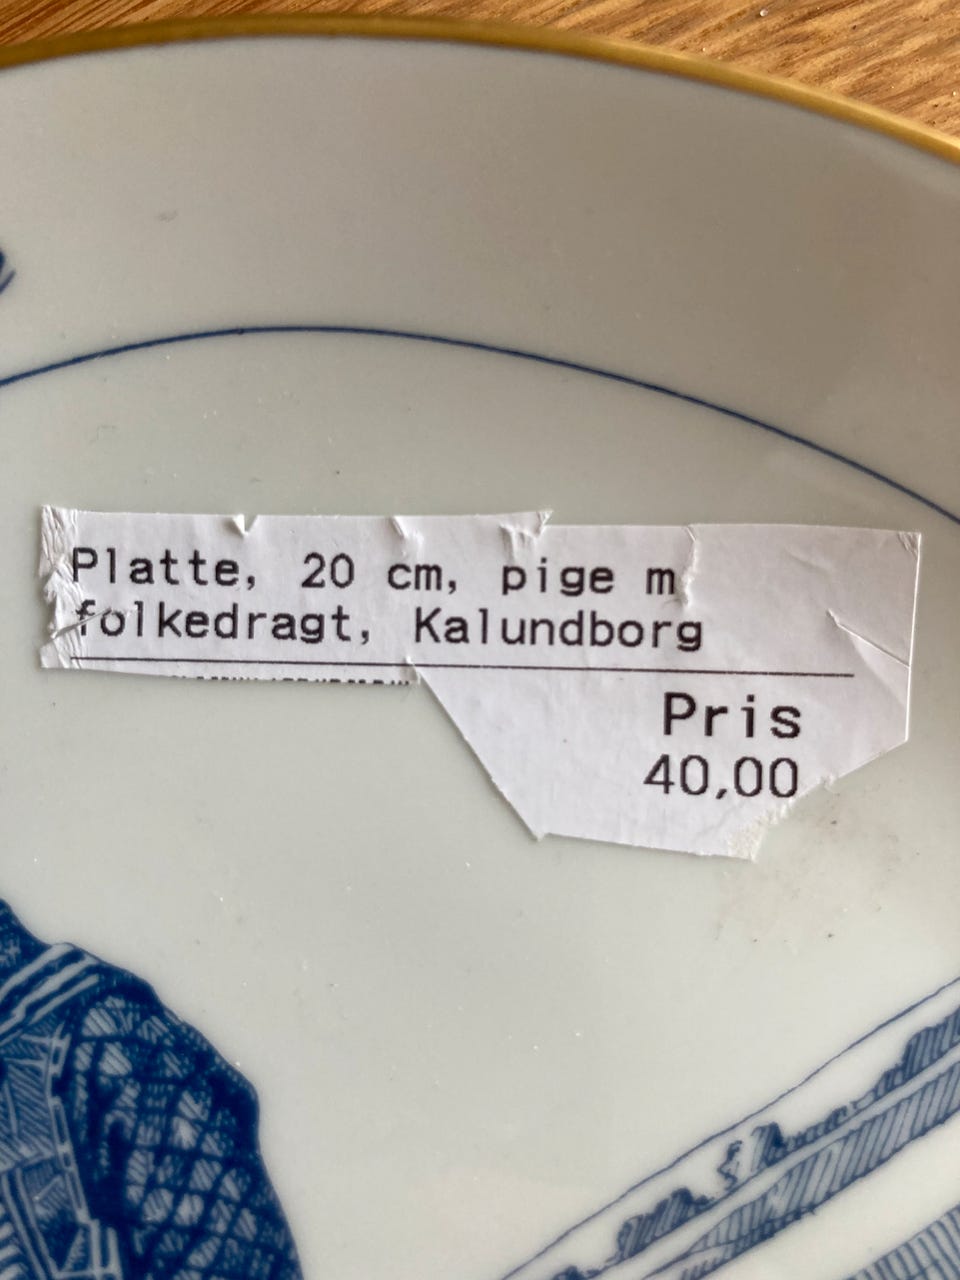 Platte, 20 cm, pige m
folkedragt, Kalundborg
Pris
40,00